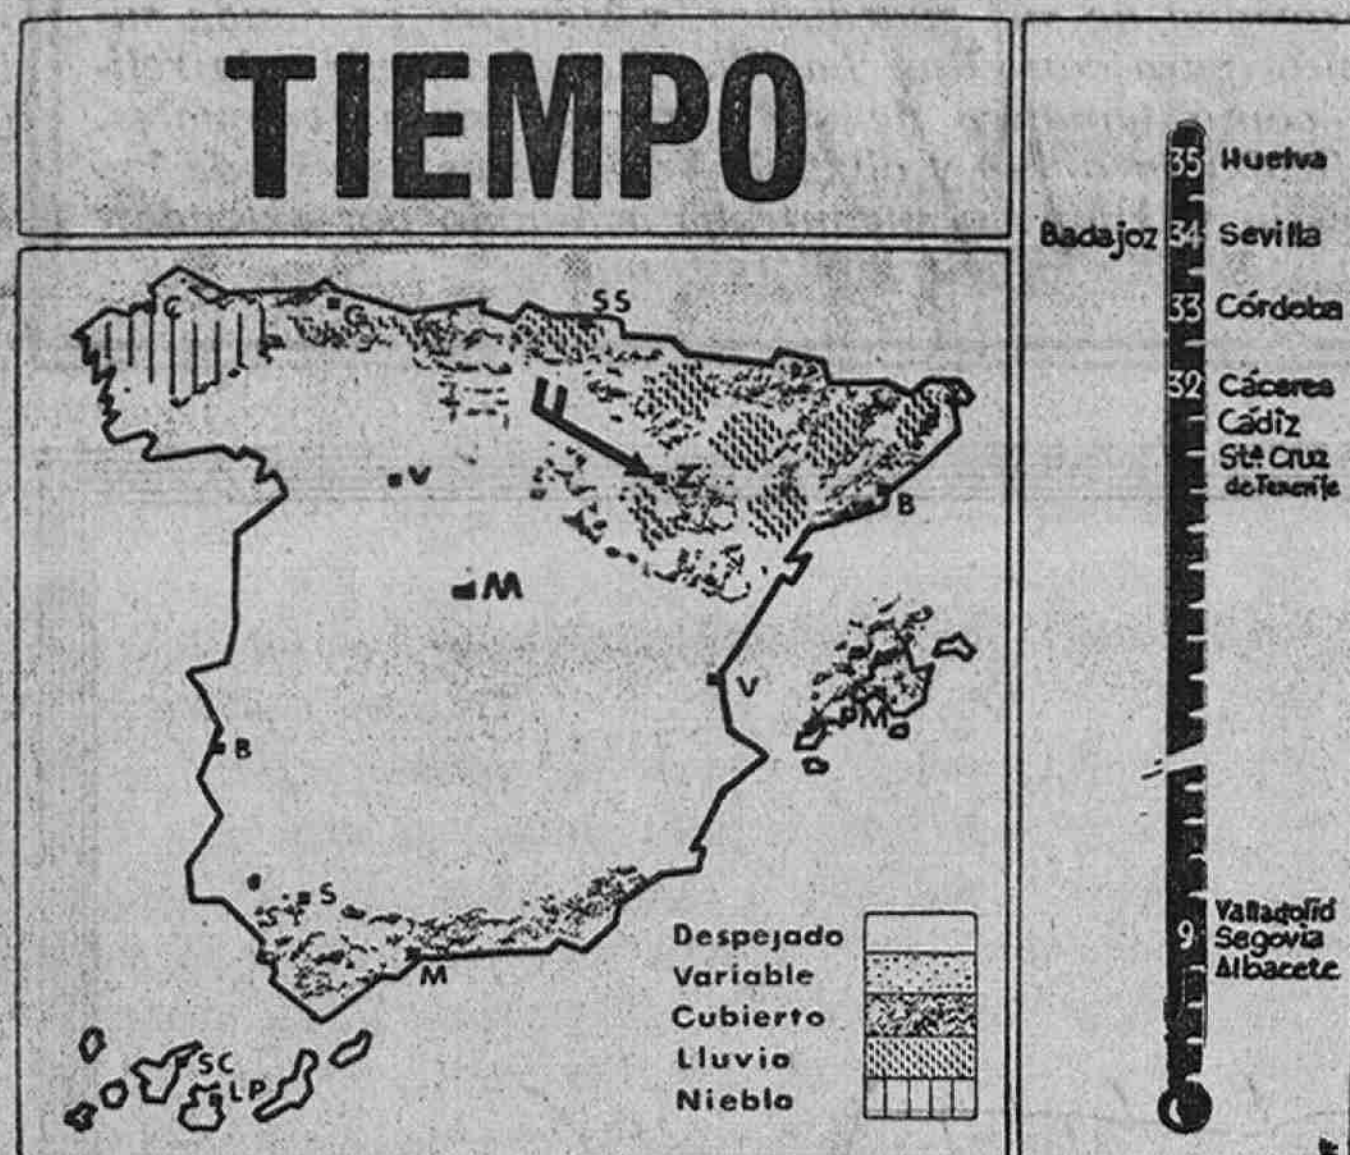 TIEMPO
C
G
SS
V
Z
B
M
V
PM
B
S
M
SC
LP
Despejado
Variable
Cubierto
Lluvia
Niebla
35 Huelva
Badajoz 34 Sevilla
33 Córdoba
32 Cáceres
Cádiz
Stª Cruz
de Tenerife
Valladolid
9 Segovia
Albacete